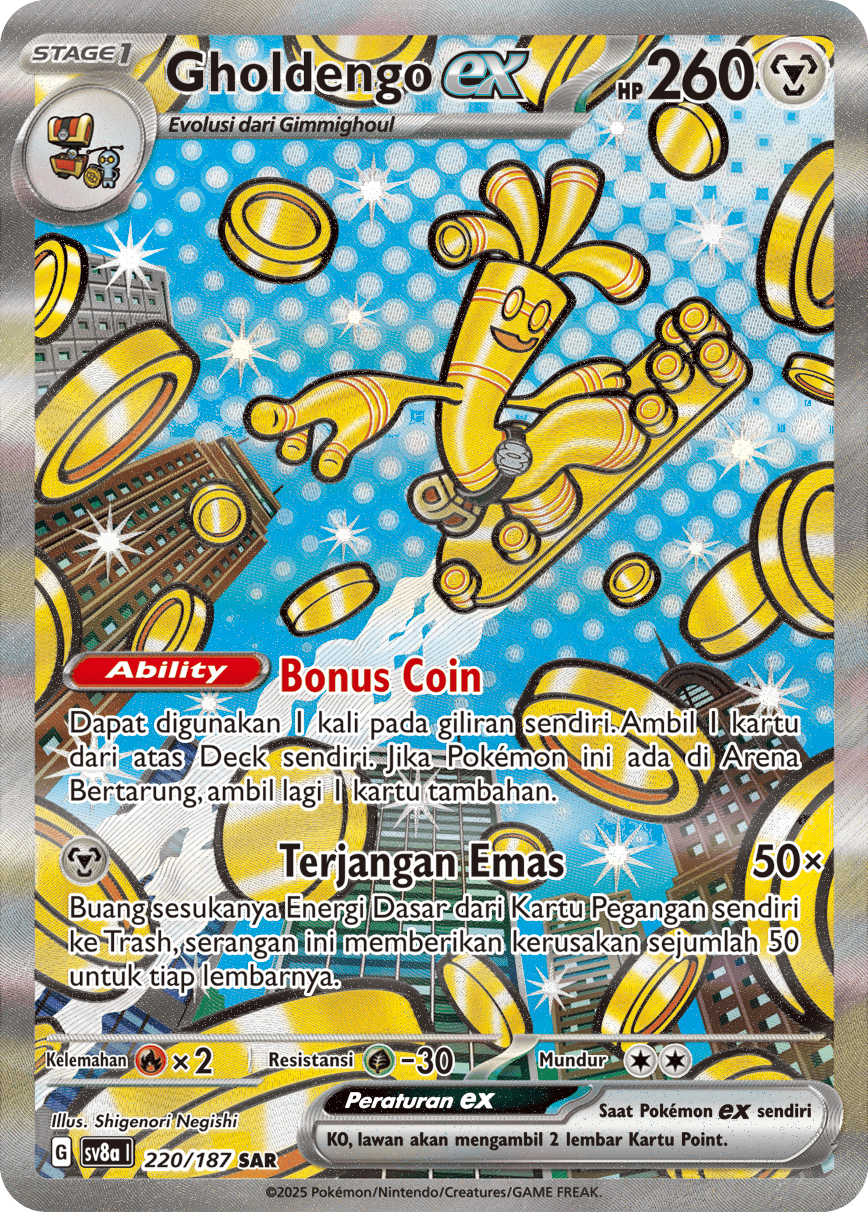 STAGE1 Gholdengo ex HP 260
Evolusi dari Gimmighoul
Ability Bonus Coin
Dapat digunakan 1 kali pada giliran sendiri. Ambil 1 kartu
dari atas Deck sendiri. Jika Pokémon ini ada di Arena
Bertarung, ambil lagi 1 kartu tambahan.
Terjangan Emas 50×
Buang sesukanya Energi Dasar dari Kartu Pegangan sendiri
ke Trash, serangan ini memberikan kerusakan sejumlah 50
untuk tiap lembarnya.
Kelemahan ×2 Resistansi -30 Mundur
Illus. Shigenori Negishi
G sv8a I 220/187 SAR
Peraturan ex Saat Pokémon ex sendiri
KO, lawan akan mengambil 2 lembar Kartu Point.
©2025 Pokémon/Nintendo/Creatures/GAME FREAK.